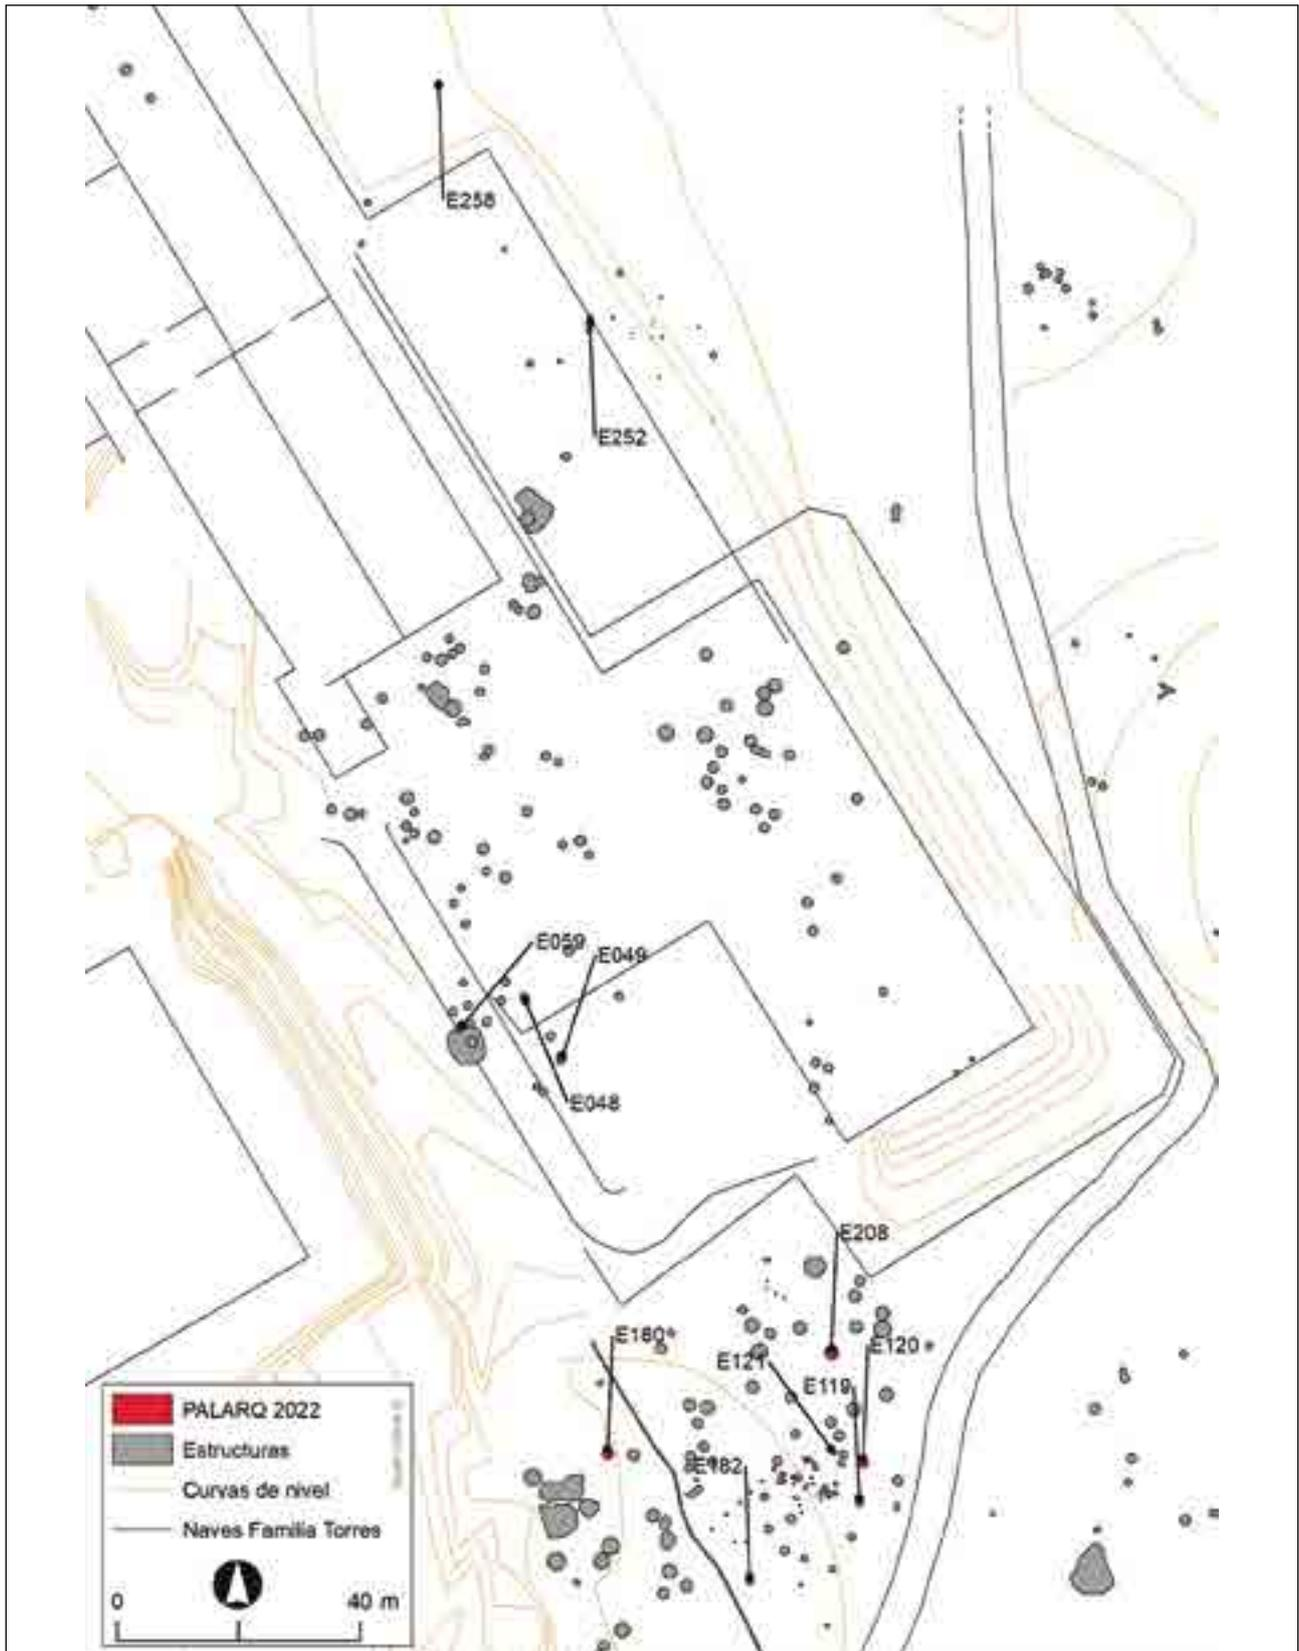 E258
E252
E059
E049
E048
E208
E180
E120
E121
E119
E182
PALARQ 2022
Estructuras
Curvas de nivel
Naves Familia Torres
0 40 m